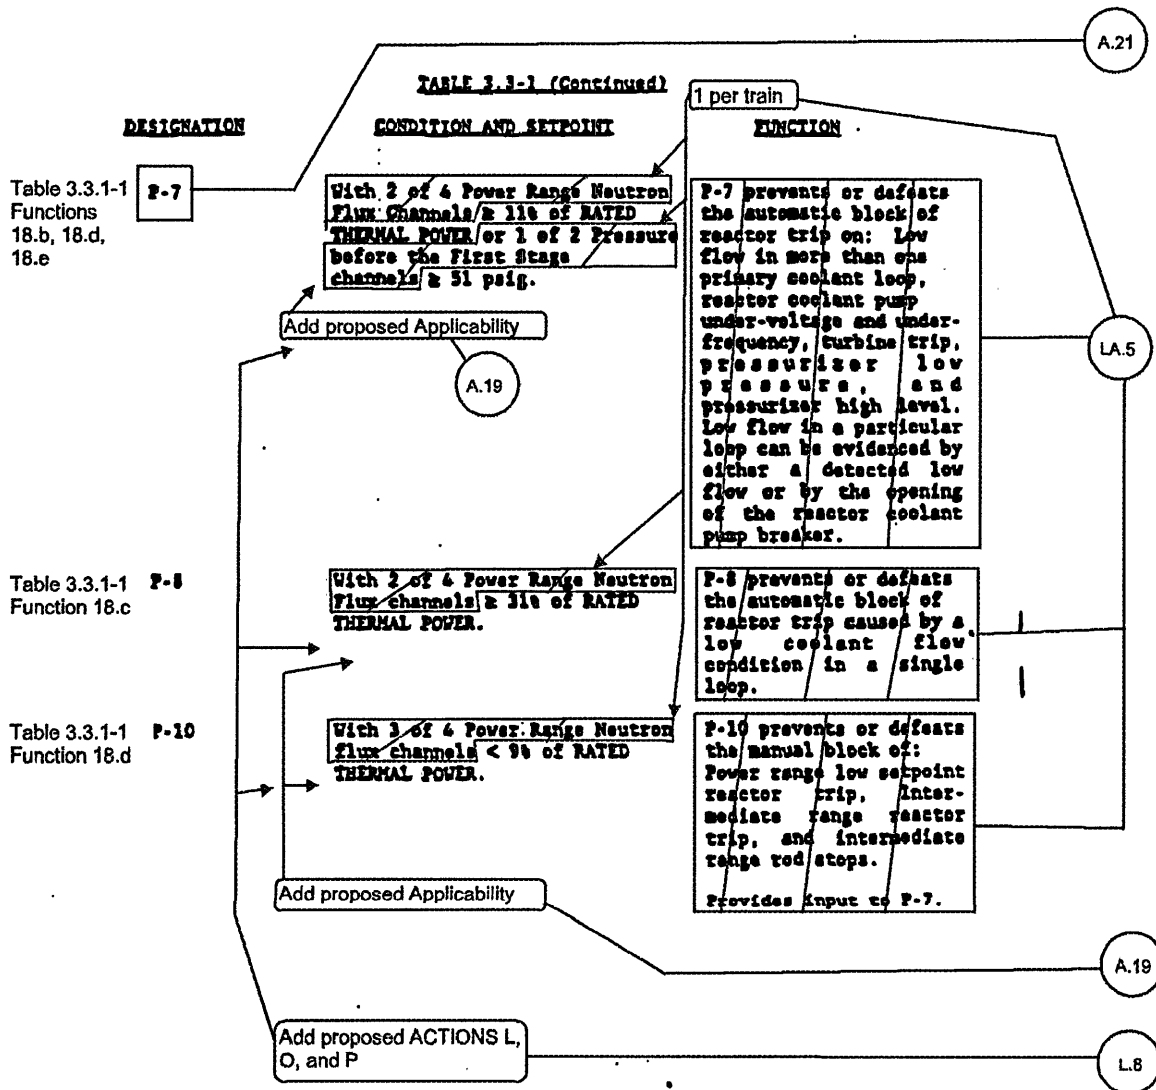 A.21
TABLE 3.3-1 (Continued)
1 per train
DESIGNATION
CONDITION AND SETPOINT
FUNCTION
Table 3.3.1-1
Functions
18.b, 18.d,
18.e
P-7
With 2 of 4 Power Range Neutron
Flux Channels ≥ 11% of RATED
THERMAL POWER or 1 of 2 Pressure
before the First Stage
channels ≥ 51 psig.
P-7 prevents or defeats
the automatic block of
reactor trip on: Low
flow in more than one
primary coolant loop,
reactor coolant pump
under-voltage and under-
frequency, turbine trip,
pressurizer low
pressure, and
pressurizer high level.
Low flow in a particular
loop can be evidenced by
either a detected low
flow or by the opening
of the reactor coolant
pump breaker.
Add proposed Applicability
A.19
LA.5
Table 3.3.1-1
Function 18.c
P-8
With 2 of 4 Power Range Neutron
Flux channels ≥ 31% of RATED
THERMAL POWER.
P-8 prevents or defeats
the automatic block of
reactor trip caused by a
low coolant flow
condition in a single
loop.
Table 3.3.1-1
Function 18.d
P-10
With 3 of 4 Power Range Neutron
flux channels < 9% of RATED
THERMAL POWER.
P-10 prevents or defeats
the manual block of:
Power range low setpoint
reactor trip, Inter-
mediate range reactor
trip, and intermediate
range rod stops.
Provides input to P-7.
Add proposed Applicability
A.19
Add proposed ACTIONS L,
O, and P
L.8